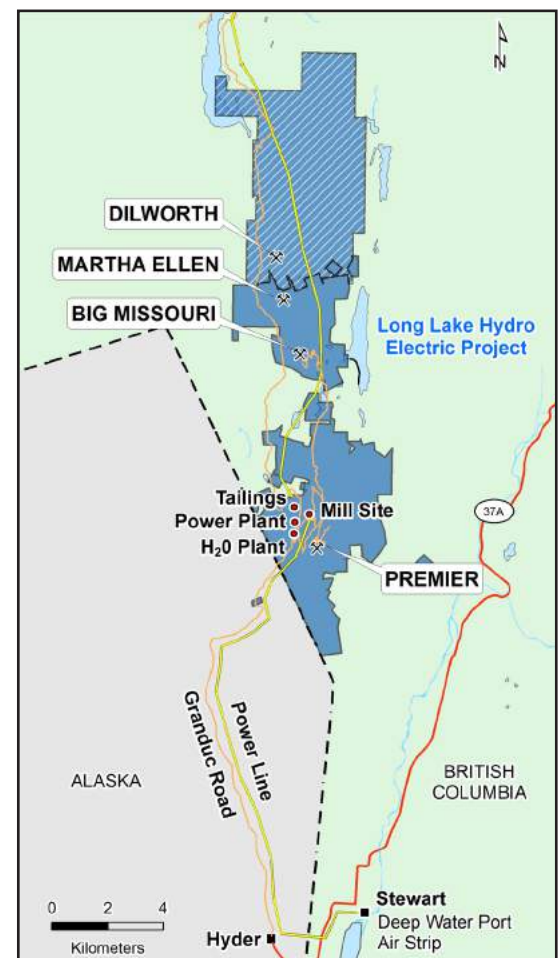 N
DILWORTH
MARTHA ELLEN
BIG MISSOURI
Long Lake Hydro
Electric Project
Tailings
Mill Site
Power Plant
H20 Plant
37A
PREMIER
Granduc Road
Power Line
ALASKA
BRITISH
COLUMBIA
Stewart
Deep Water Port
Air Strip
Hyder
0 2 4
Kilometers